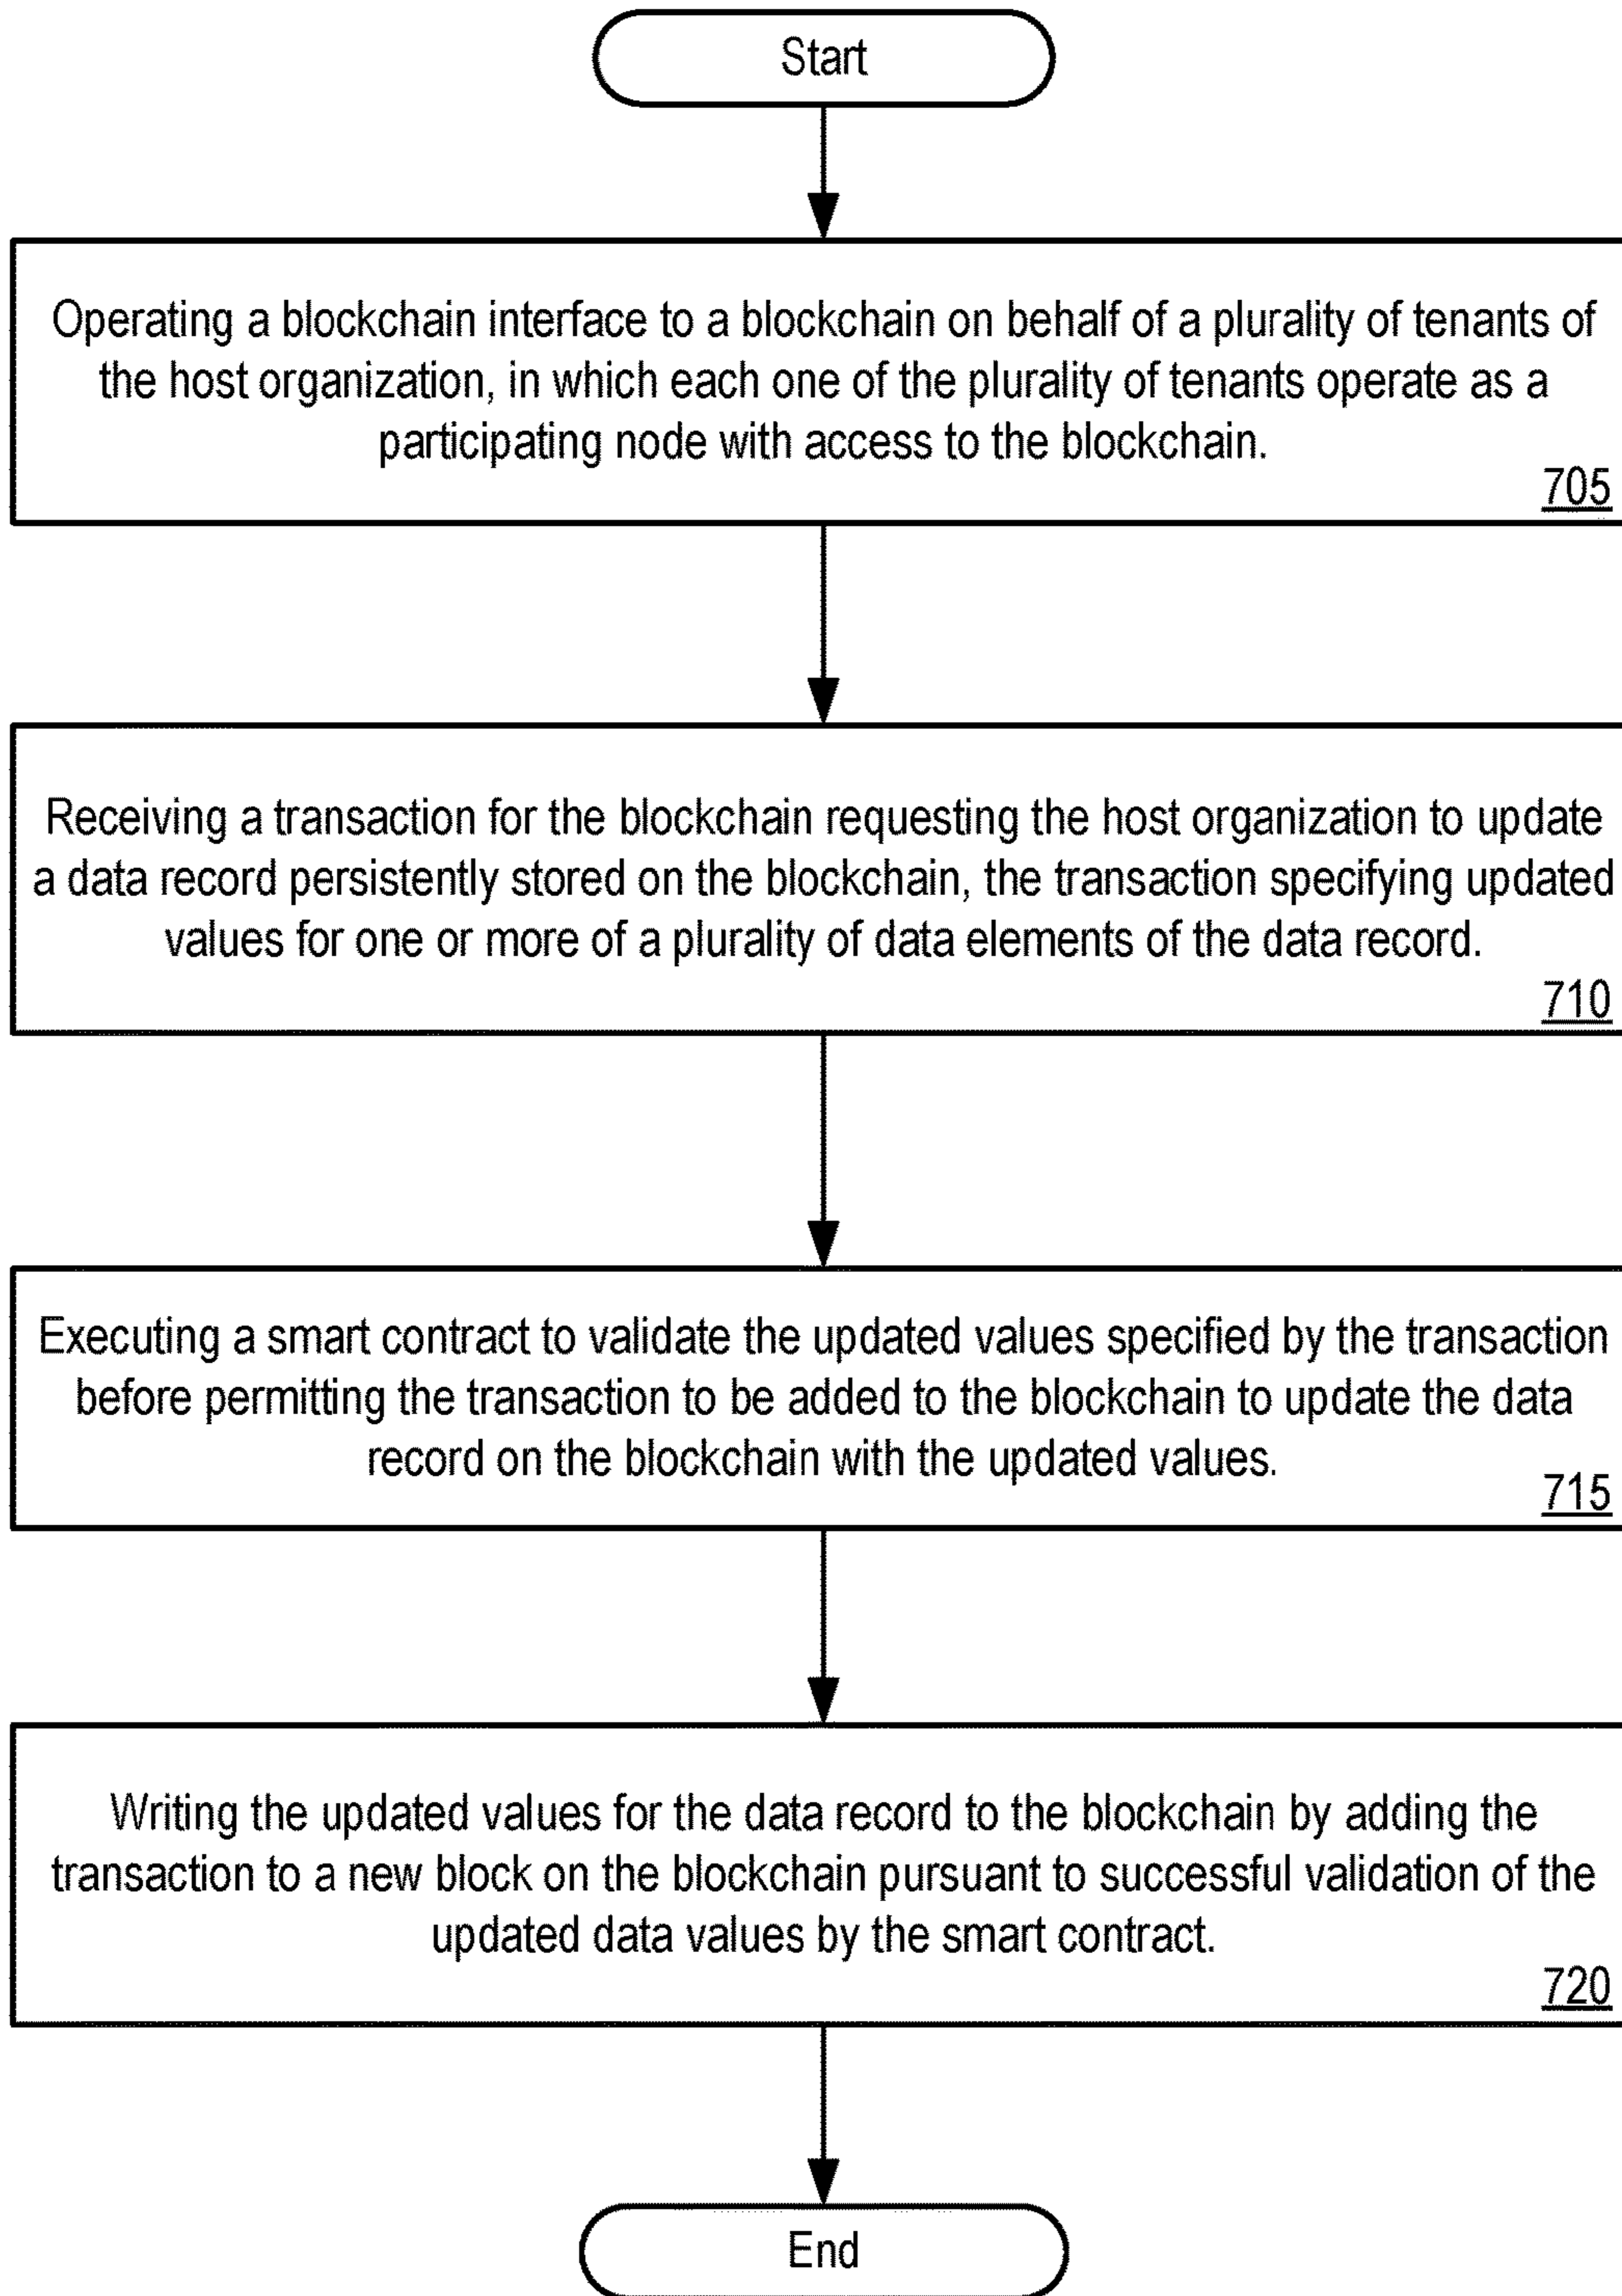 Start
Operating a blockchain interface to a blockchain on behalf of a plurality of tenants of
the host organization, in which each one of the plurality of tenants operate as a
participating node with access to the blockchain.
705
Receiving a transaction for the blockchain requesting the host organization to update
a data record persistently stored on the blockchain, the transaction specifying updated
values for one or more of a plurality of data elements of the data record.
710
Executing a smart contract to validate the updated values specified by the transaction
before permitting the transaction to be added to the blockchain to update the data
record on the blockchain with the updated values.
715
Writing the updated values for the data record to the blockchain by adding the
transaction to a new block on the blockchain pursuant to successful validation of the
updated data values by the smart contract.
720
End